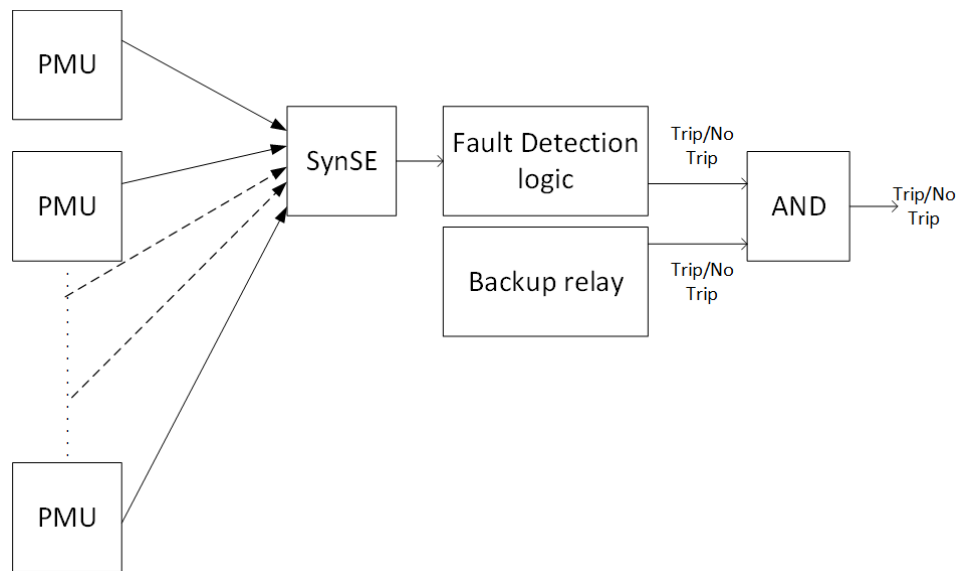 PMU
PMU
PMU
SynSE
Fault Detection
logic
Backup relay
Trip/No
Trip
Trip/No
Trip
AND
Trip/No
Trip